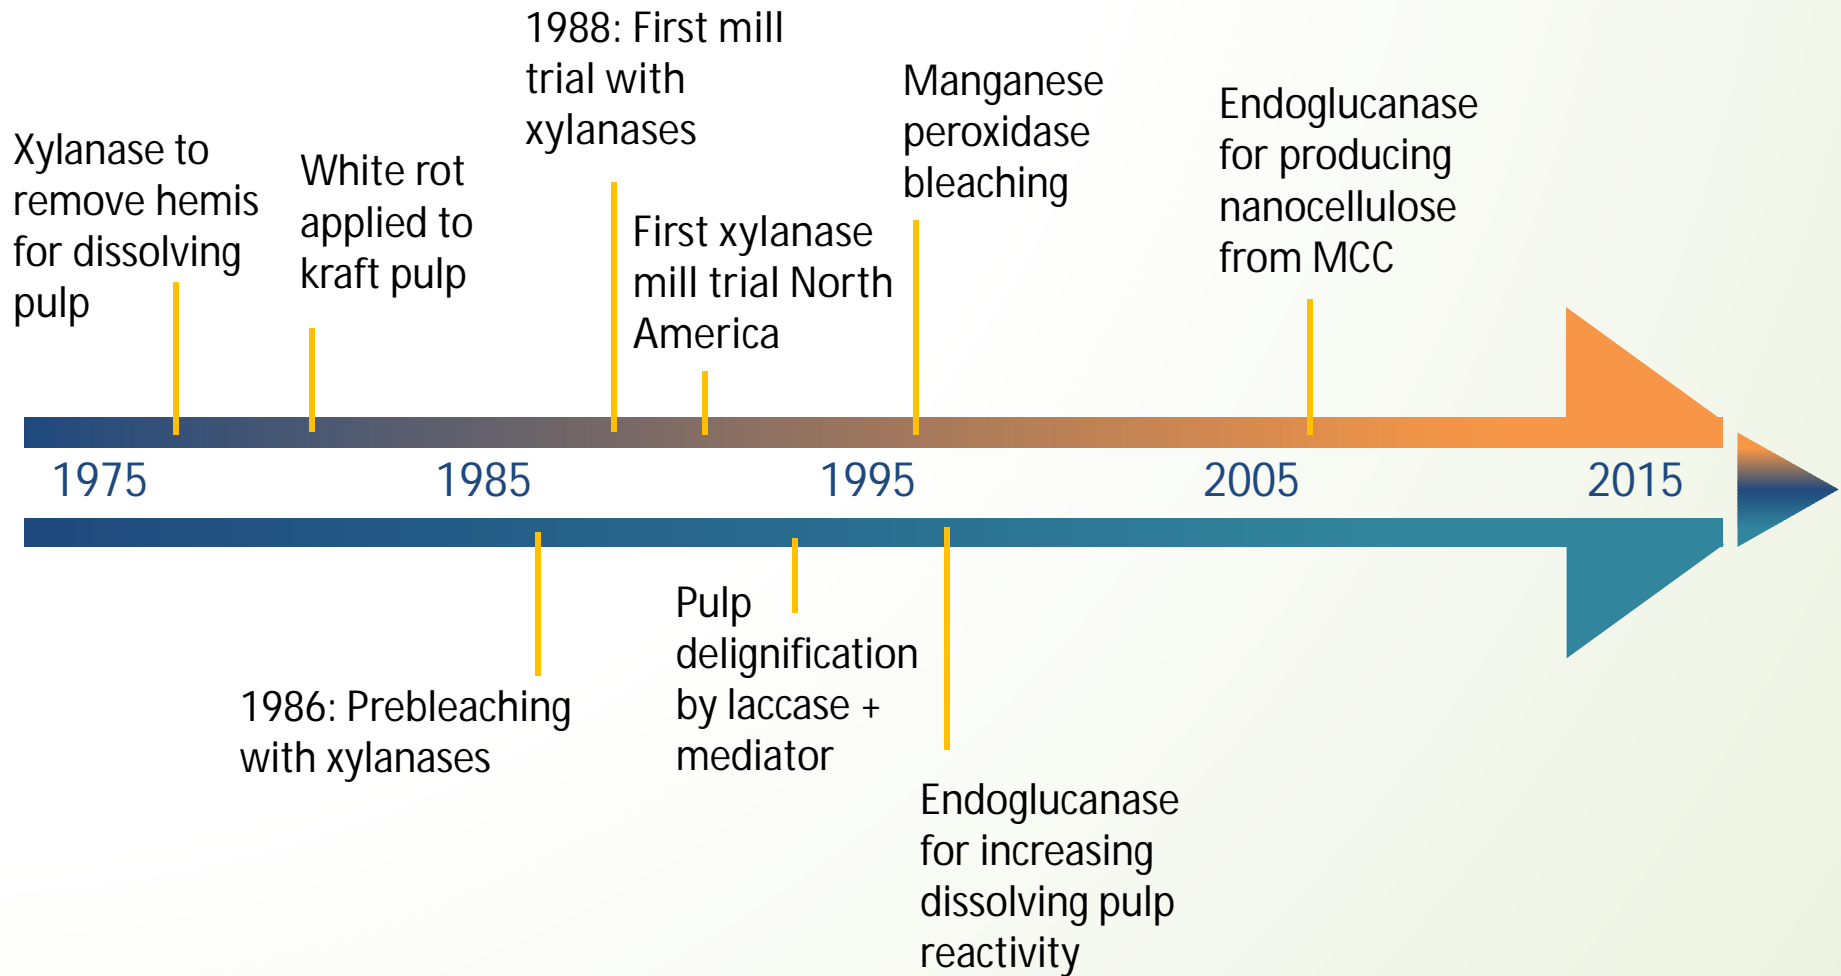 1988: First mill
trial with
xylanases
Manganese
peroxidase
bleaching
Endoglucanase
for producing
nanocellulose
from MCC
Xylanase to
remove hemis
for dissolving
pulp
White rot
applied to
kraft pulp
First xylanase
mill trial North
America
1975 1985 1995 2005 2015
1986: Prebleaching
with xylanases
Pulp
delignification
by laccase +
mediator
Endoglucanase
for increasing
dissolving pulp
reactivity